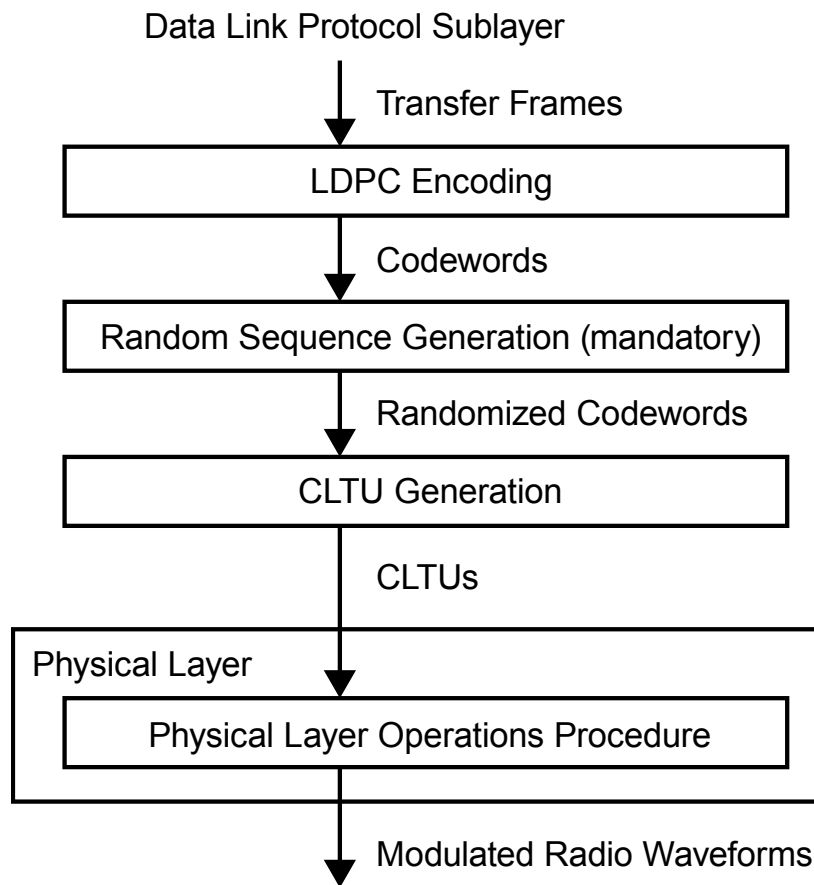 Data Link Protocol Sublayer
Transfer Frames
LDPC Encoding
Codewords
Random Sequence Generation (mandatory)
Randomized Codewords
CLTU Generation
CLTUs
Physical Layer
Physical Layer Operations Procedure
Modulated Radio Waveforms